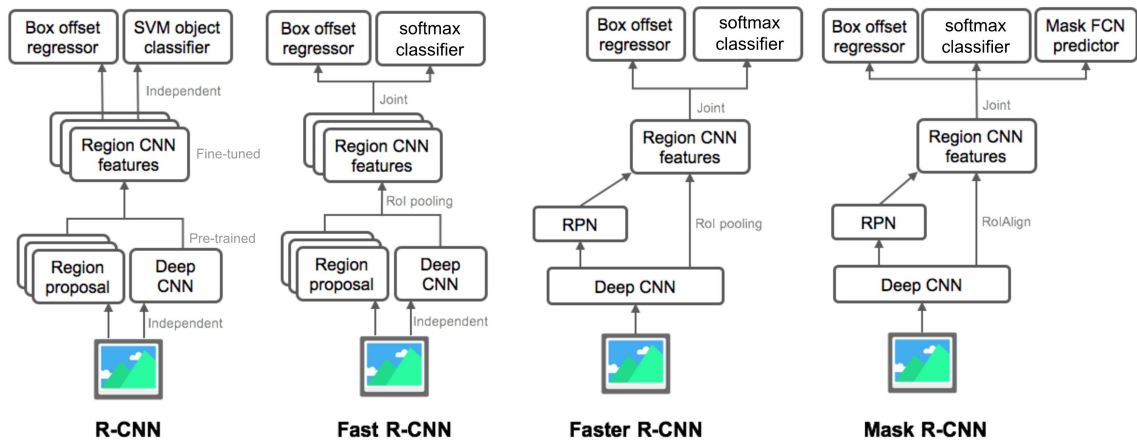 Box offset
regressor
SVM object
classifier
Independent
Region CNN
features
Fine-tuned
Pre-trained
Region
proposal
Deep
CNN
Independent
R-CNN
Box offset
regressor
softmax
classifier
Joint
Region CNN
features
RoI pooling
Region
proposal
Deep
CNN
Independent
Fast R-CNN
Box offset
regressor
softmax
classifier
Joint
Region CNN
features
RPN
RoI pooling
Deep CNN
Faster R-CNN
Box offset
regressor
softmax
classifier
Mask FCN
predictor
Joint
Region CNN
features
RPN
RoIAlign
Deep CNN
Mask R-CNN